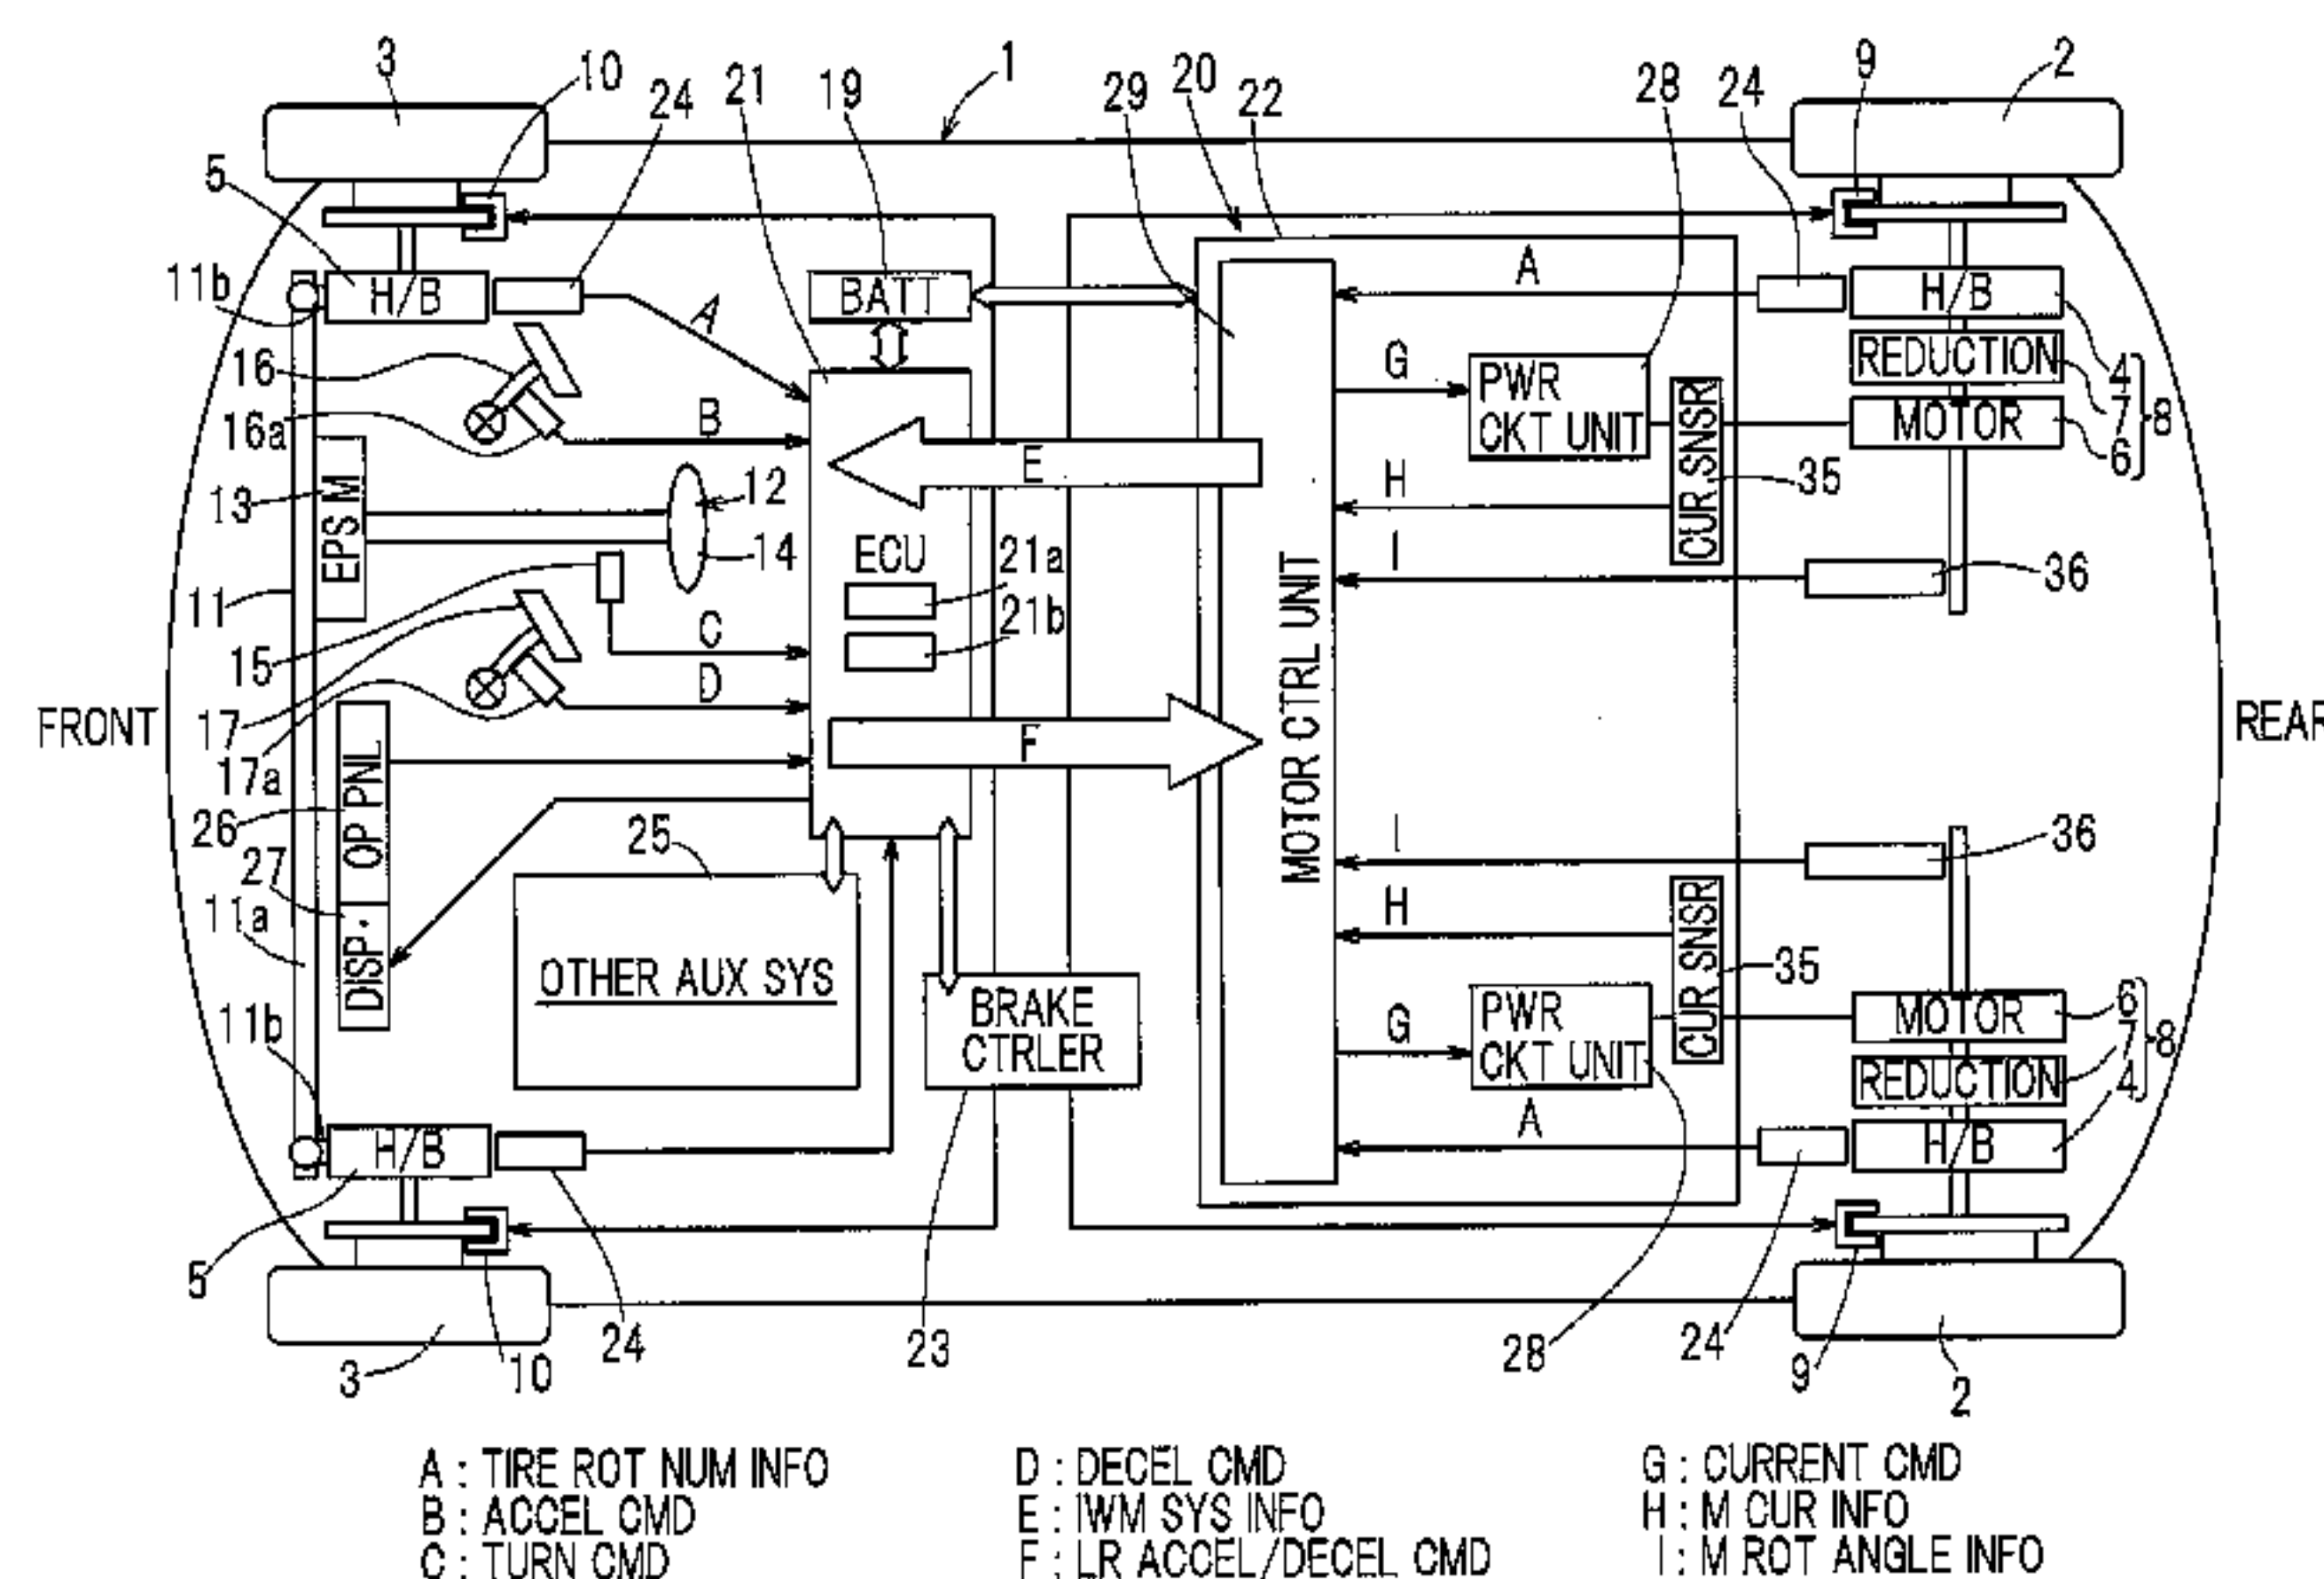 3
10
24
21
19
1
29
20
22
28
24
9
2
5
11b
H/B
A
BATT
A
H/B
16
16a
B
G
PWR
CKT UNIT
REDUCTION
MOTOR
4
7
6
8
E
13
EPS M
12
14
H
CUR SNSR
35
ECU
21a
21b
I
36
11
15
C
D
MOTOR CTRL UNIT
FRONT
REAR
17
17a
F
26
OP PNL
27
DISP.
11a
25
I
36
H
CUR SNSR
35
OTHER AUX SYS
BRAKE
CTRLER
11b
G
PWR
CKT UNIT
MOTOR
REDUCTION
6
7
4
8
H/B
A
H/B
5
3
10
24
23
28
24
9
2
A : TIRE ROT NUM INFO
B : ACCEL CMD
C : TURN CMD
D : DECEL CMD
E : IWM SYS INFO
F : LR ACCEL/DECEL CMD
G : CURRENT CMD
H : M CUR INFO
I : M ROT ANGLE INFO